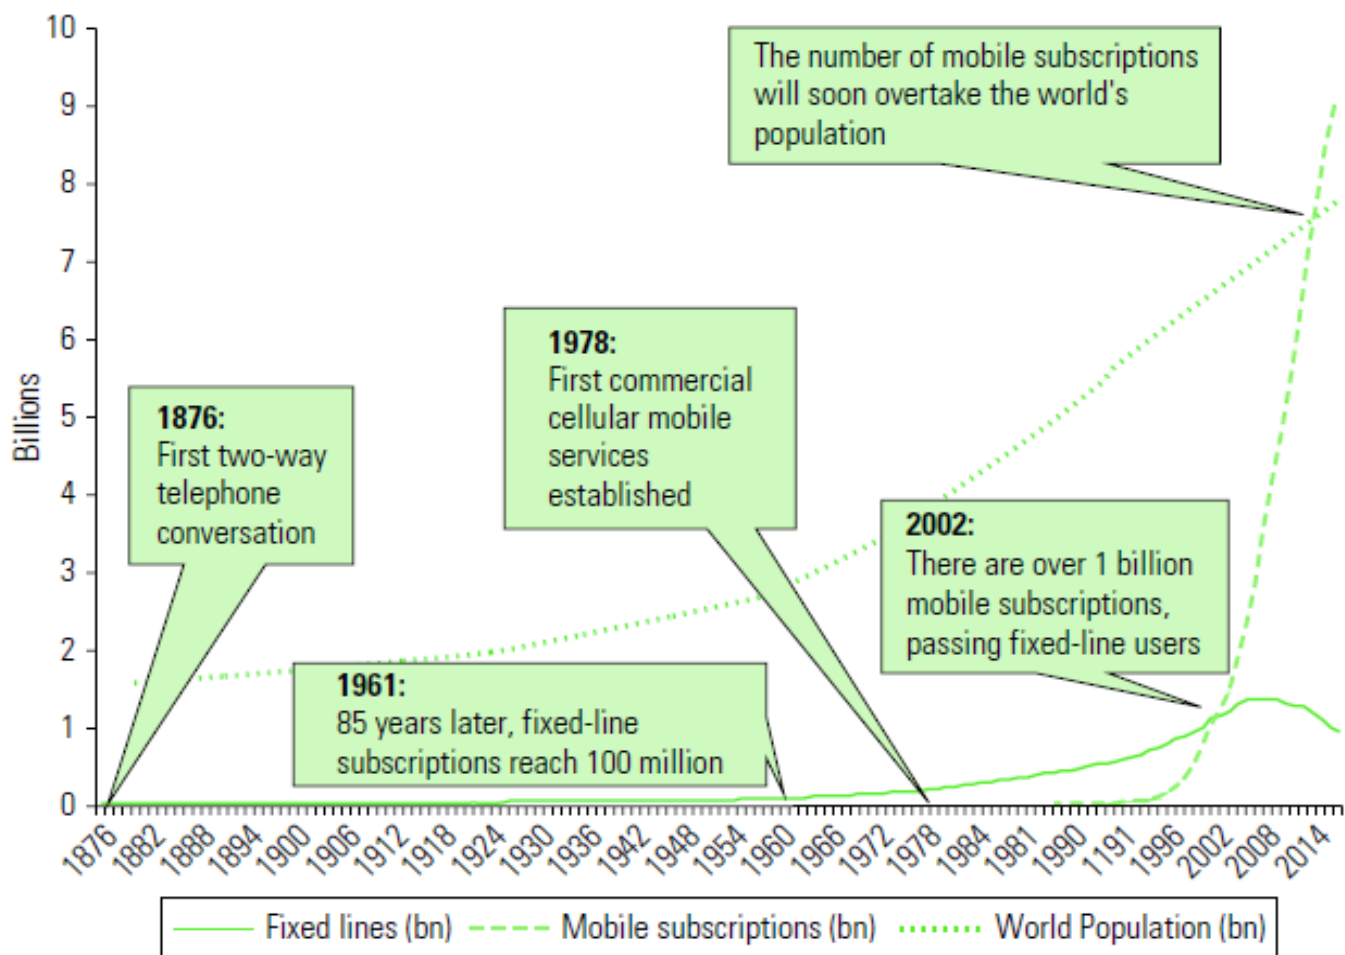 10
9
8
7
6
5
4
3
2
1
0
Billions
The number of mobile subscriptions
will soon overtake the world's
population
1978:
First commercial
cellular mobile
services
established
1876:
First two-way
telephone
conversation
2002:
There are over 1 billion
mobile subscriptions,
passing fixed-line users
1961:
85 years later, fixed-line
subscriptions reach 100 million
1876 1882 1888 1894 1900 1906 1912 1918 1924 1930 1936 1942 1948 1954 1960 1966 1972 1978 1984 1981 1990 1191 1996 2002 2008 2014
Fixed lines (bn) Mobile subscriptions (bn) World Population (bn)